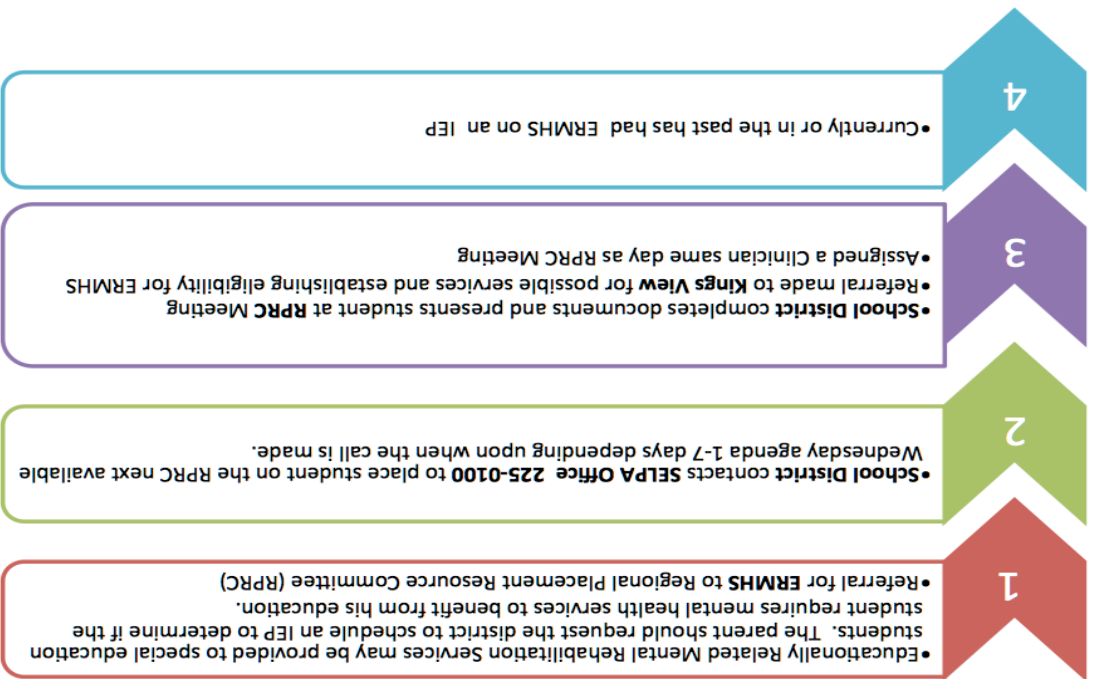 1
•Educationally Related Mental Rehabilitation Services may be provided to special education
students.  The parent should request the district to schedule an IEP to determine if the
student requires mental health services to benefit from his education.
•Referral for ERMHS to Regional Placement Resource Committee (RPRC)
2
•School District contacts SELPA Office  225-0100 to place student on the RPRC next available
Wednesday agenda 1-7 days depending upon when the call is made.
3
•School District completes documents and presents student at RPRC Meeting
•Referral made to Kings View for possible services and establishing eligibility for ERMHS
•Assigned a Clinician same day as RPRC Meeting
4
•Currently or in the past has had  ERMHS on an  IEP